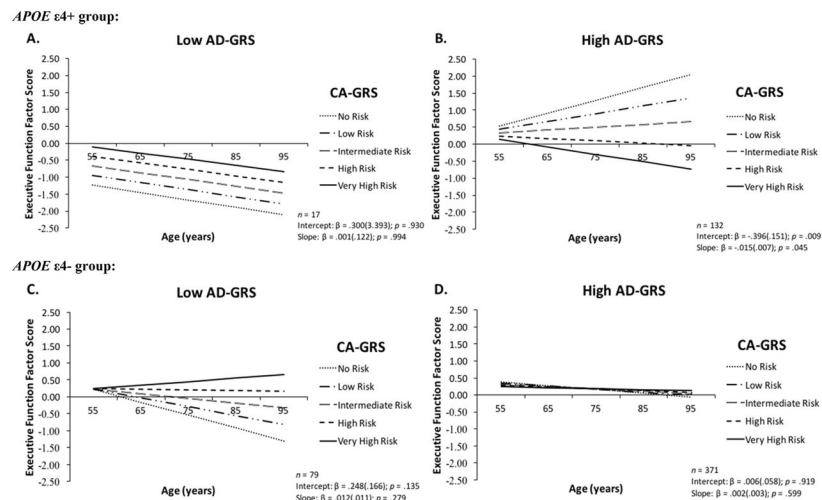 APOE ε4+ group:
A.
Low AD-GRS
Executive Function Factor Score
2.50
2.00
1.50
1.00
0.50
0.00
-0.50
-1.00
-1.50
-2.00
-2.50
55 65 75 85 95
Age (years)
CA-GRS
No Risk
Low Risk
Intermediate Risk
High Risk
Very High Risk
n = 17
Intercept: β = .300(3.393); p = .930
Slope: β = .001(.122); p = .994
B.
High AD-GRS
Executive Function Factor Score
2.50
2.00
1.50
1.00
0.50
0.00
-0.50
-1.00
-1.50
-2.00
-2.50
55 65 75 85 95
Age (years)
CA-GRS
No Risk
Low Risk
Intermediate Risk
High Risk
Very High Risk
n = 132
Intercept: β =-.396(.151); p = .009
Slope: β =-.015(.007); p = .045
APOE ε4- group:
C.
Low AD-GRS
Executive Function Factor Score
2.50
2.00
1.50
1.00
0.50
0.00
-0.50
-1.00
-1.50
-2.00
-2.50
55 65 75 85 95
Age (years)
CA-GRS
No Risk
Low Risk
Intermediate Risk
High Risk
Very High Risk
n = 79
Intercept: β = .248(.166); p = .135
Slope: β = .012(.011); p = .279
D.
High AD-GRS
Executive Function Factor Score
2.50
2.00
1.50
1.00
0.50
0.00
-0.50
-1.00
-1.50
-2.00
-2.50
55 65 75 85 95
Age (years)
CA-GRS
No Risk
Low Risk
Intermediate Risk
High Risk
Very High Risk
n = 371
Intercept: β = .006(.058); p = .919
Slope: β = .002(.003); p = .599